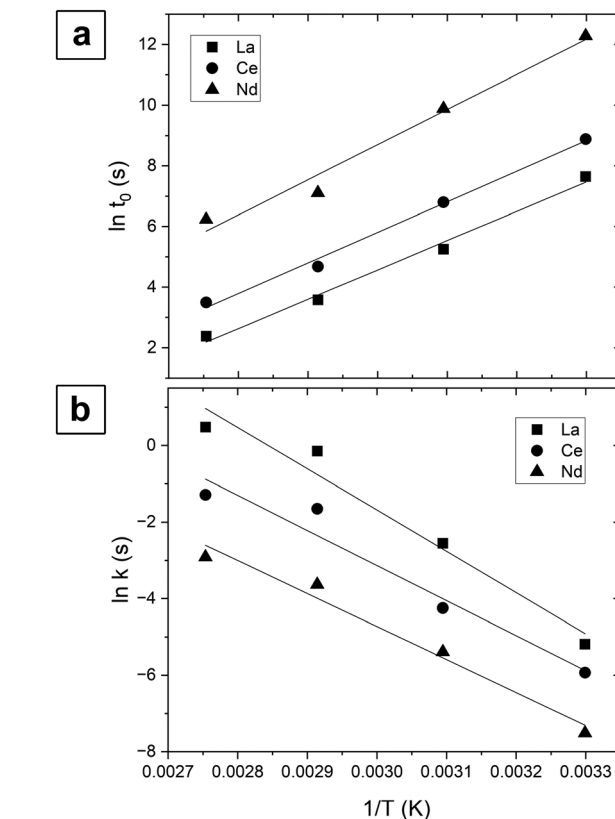 a
La
Ce
Nd
12
10
8
6
4
2
ln t₀ (s)
b
La
Ce
Nd
0
−2
−4
−6
−8
ln k (s)
0.0027 0.0028 0.0029 0.0030 0.0031 0.0032 0.0033
1/T (K)